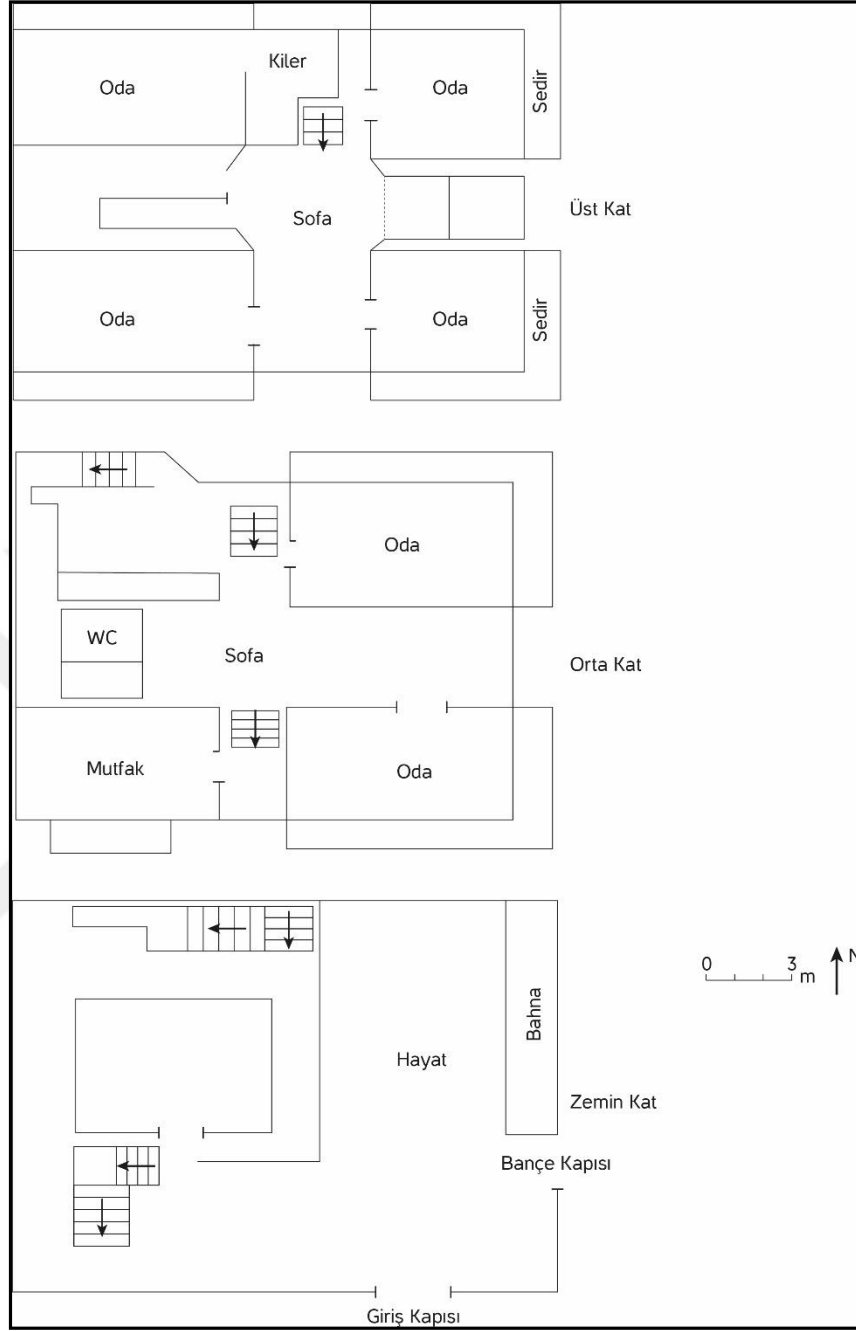 Kiler
Oda
Oda
Sedir
Sofa
Üst Kat
Oda
Oda
Sedir
Oda
WC
Sofa
Orta Kat
Mutfak
Oda
0 3 m N
Bahna
Hayat
Zemin Kat
Bançe Kapısı
Giriş Kapısı